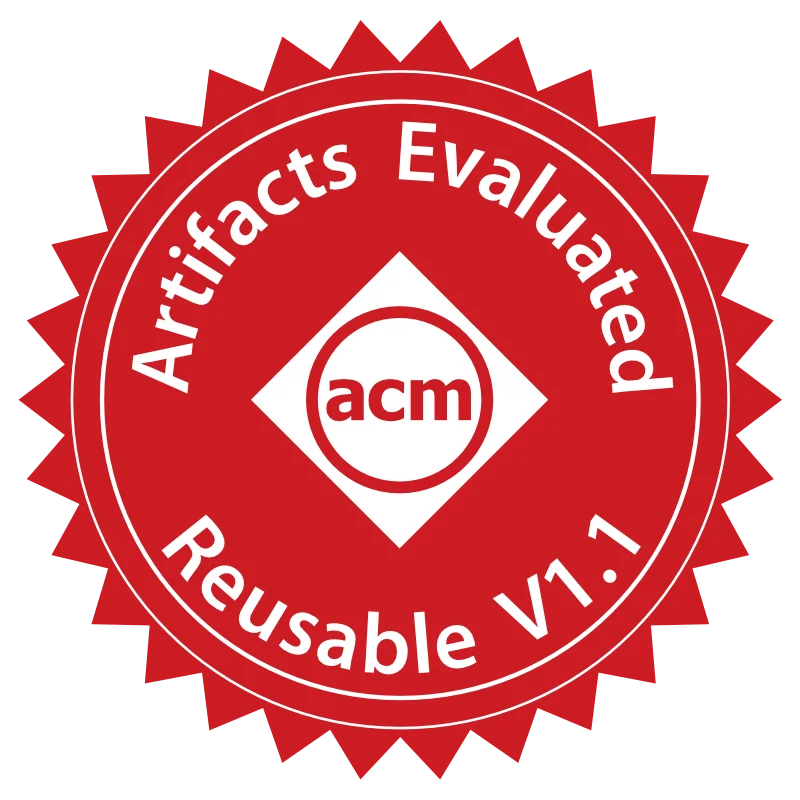 Artifacts Evaluated
acm
Reusable V1.1